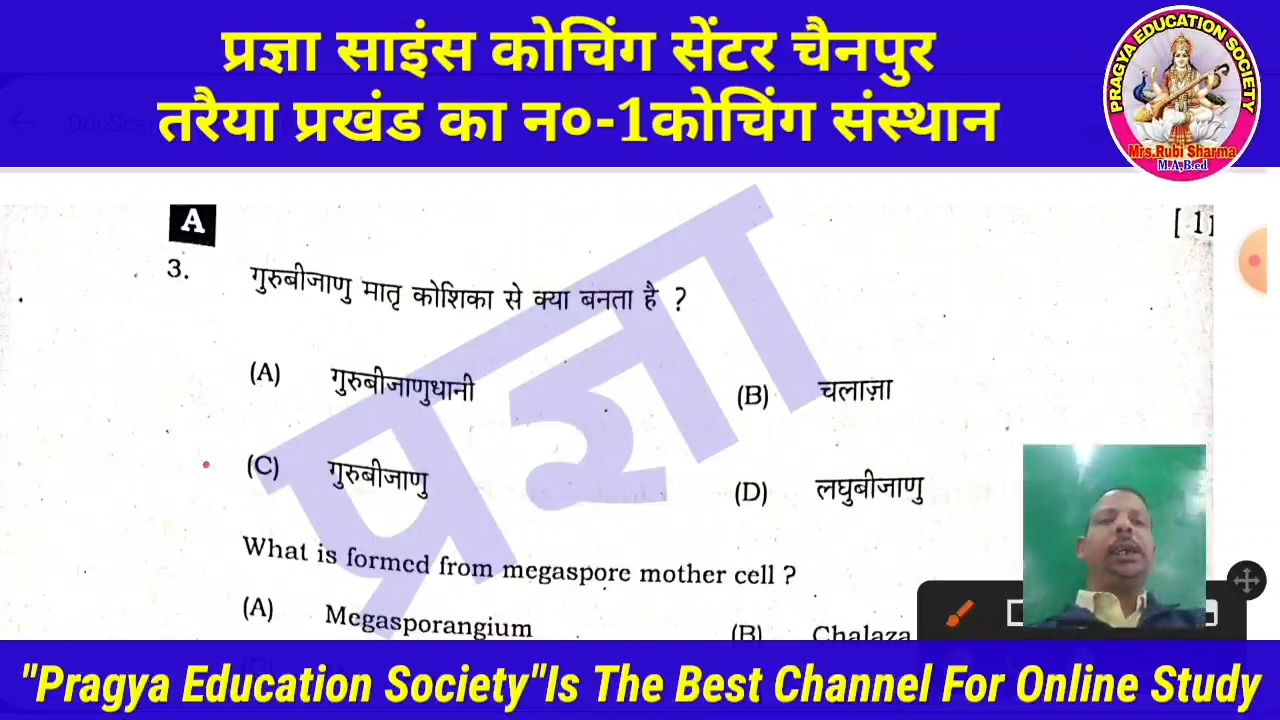 प्रज्ञा साइंस कोचिंग सेंटर चैनपुर
तरैया प्रखंड का न०-1कोचिंग संस्थान
PRAGYA EDUCATION SOCIETY
Mrs.Rubi Sharma
M.A,B.ed
A
3. गुरुबीजाणु मातृ कोशिका से क्या बनता है ?
(A) गुरुबीजाणुधानी (B) चलाज़ा
(C) गुरुबीजाणु (D) लघुबीजाणु
What is formed from megaspore mother cell ?
(A) Megasporangium (B) Chalaza
प्रज्ञा
"Pragya Education Society"Is The Best Channel For Online Study